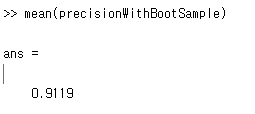 >> mean(precisionWithBootSample)
ans =
0.9119